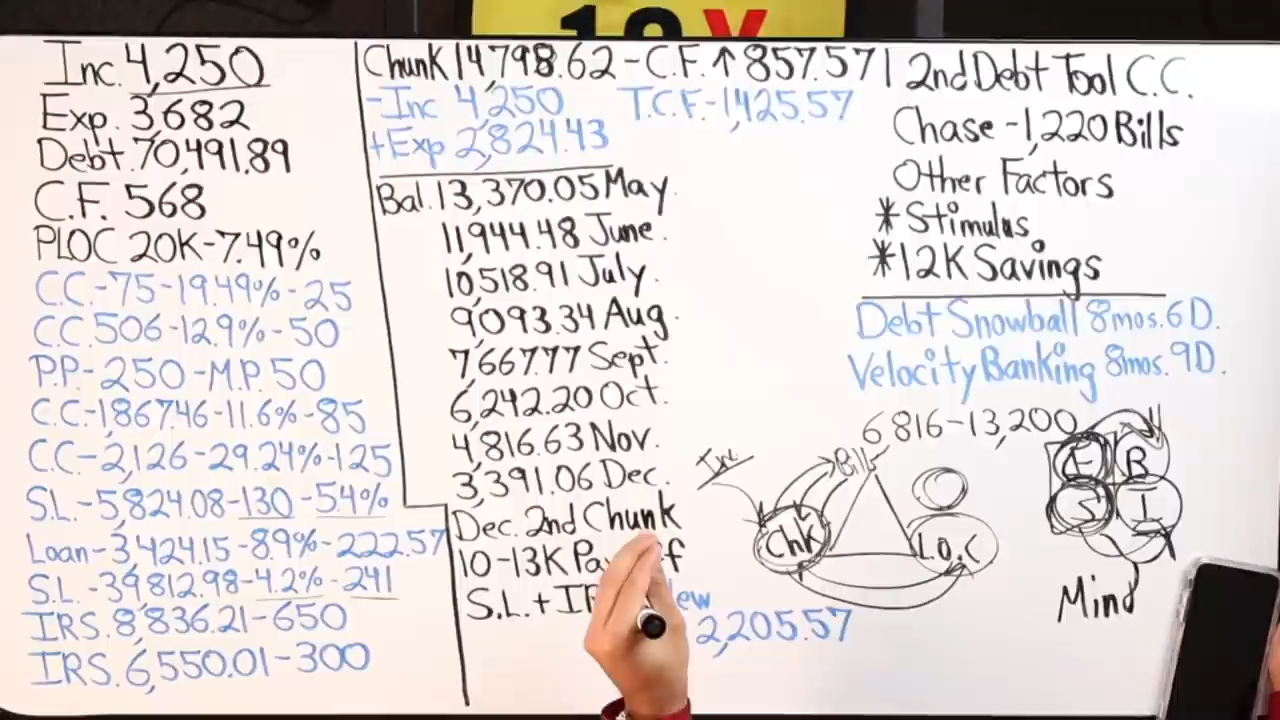 Inc. 4,250
Exp. 3,682
Debt. 70,491.89
C.F. 568
PLOC 20K-7.49%
C.C.-75-19.49%-25
C.C. 506-12.9%-50
P.P.-250-M.P. 50
C.C-1,867.46-11.6%-85
C.C-2,126-29.24%-125
S.L.-5,824.08-130-5.4%
Loan-3,424.15-8.9%-222.57
S.L-39,812.98-4.2%-241
IRS. 8,836.21-650
IRS. 6,550.01-300
Chunk 14,798.62-C.F.↑857.57
-Inc 4,250 T.C.F-1,425.57
+Exp 2,824.43
Bal. 13,370.05 May.
11,944.48 June.
10,518.91 July.
9,093.34 Aug.
7,667.77 Sept.
6,242.20 Oct.
4,816.63 Nov.
3,391.06 Dec.
Dec. 2nd Chunk
10-13K
S.L.+
2,205.57
2nd Debt Tool C.C.
Chase-1,220 Bills
Other Factors
*Stimulus
*12K Savings
Debt Snowball 8mos. 6D.
Velocity Banking 8mos. 9D.
6,816-13,200
Inc
Bills
Chk
L.O.C
E B
S I
Mind